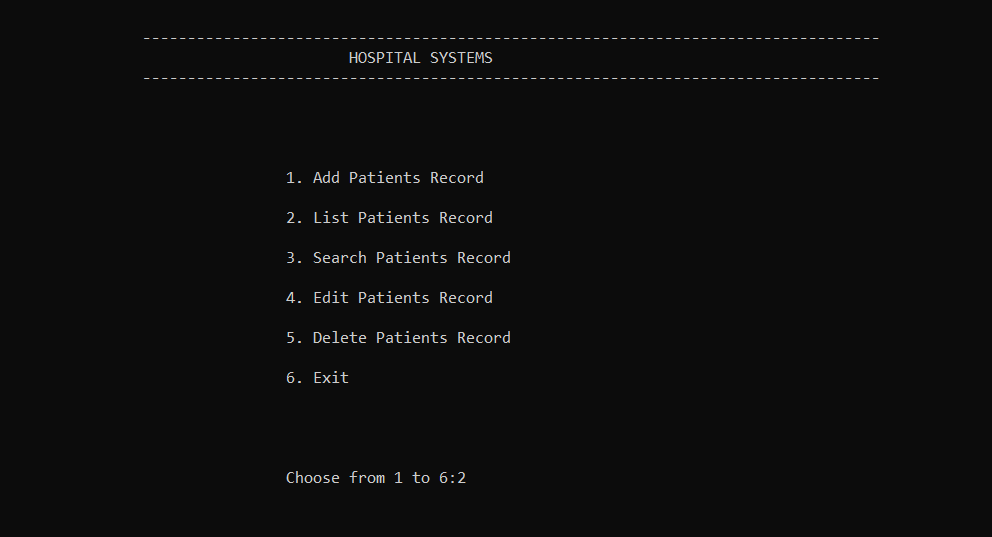 ----------------------------------------------------------------------------------
HOSPITAL SYSTEMS
----------------------------------------------------------------------------------
1. Add Patients Record
2. List Patients Record
3. Search Patients Record
4. Edit Patients Record
5. Delete Patients Record
6. Exit
Choose from 1 to 6:2